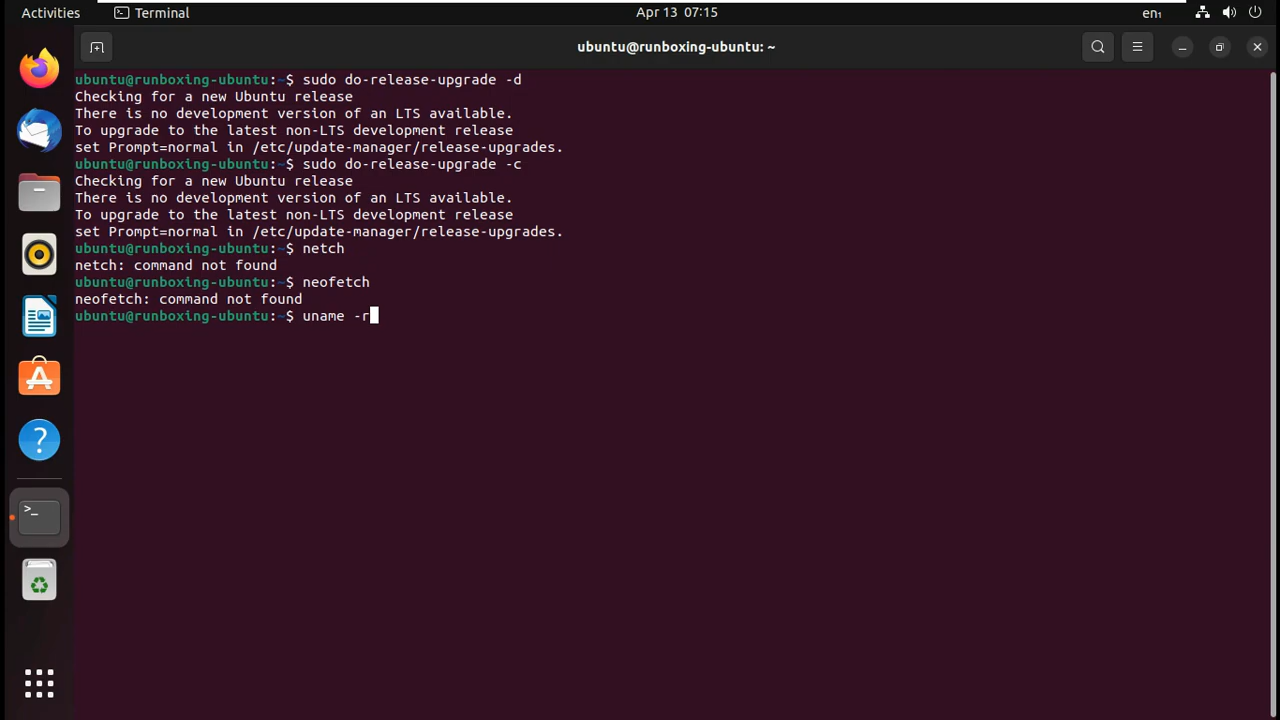 Activities
Terminal
Apr 13 07:15
en₁
ubuntu@runboxing-ubuntu: ~
ubuntu@runboxing-ubuntu:~$ sudo do-release-upgrade -d
Checking for a new Ubuntu release
There is no development version of an LTS available.
To upgrade to the latest non-LTS development release
set Prompt=normal in /etc/update-manager/release-upgrades.
ubuntu@runboxing-ubuntu:~$ sudo do-release-upgrade -c
Checking for a new Ubuntu release
There is no development version of an LTS available.
To upgrade to the latest non-LTS development release
set Prompt=normal in /etc/update-manager/release-upgrades.
ubuntu@runboxing-ubuntu:~$ netch
netch: command not found
ubuntu@runboxing-ubuntu:~$ neofetch
neofetch: command not found
ubuntu@runboxing-ubuntu:~$ uname -r